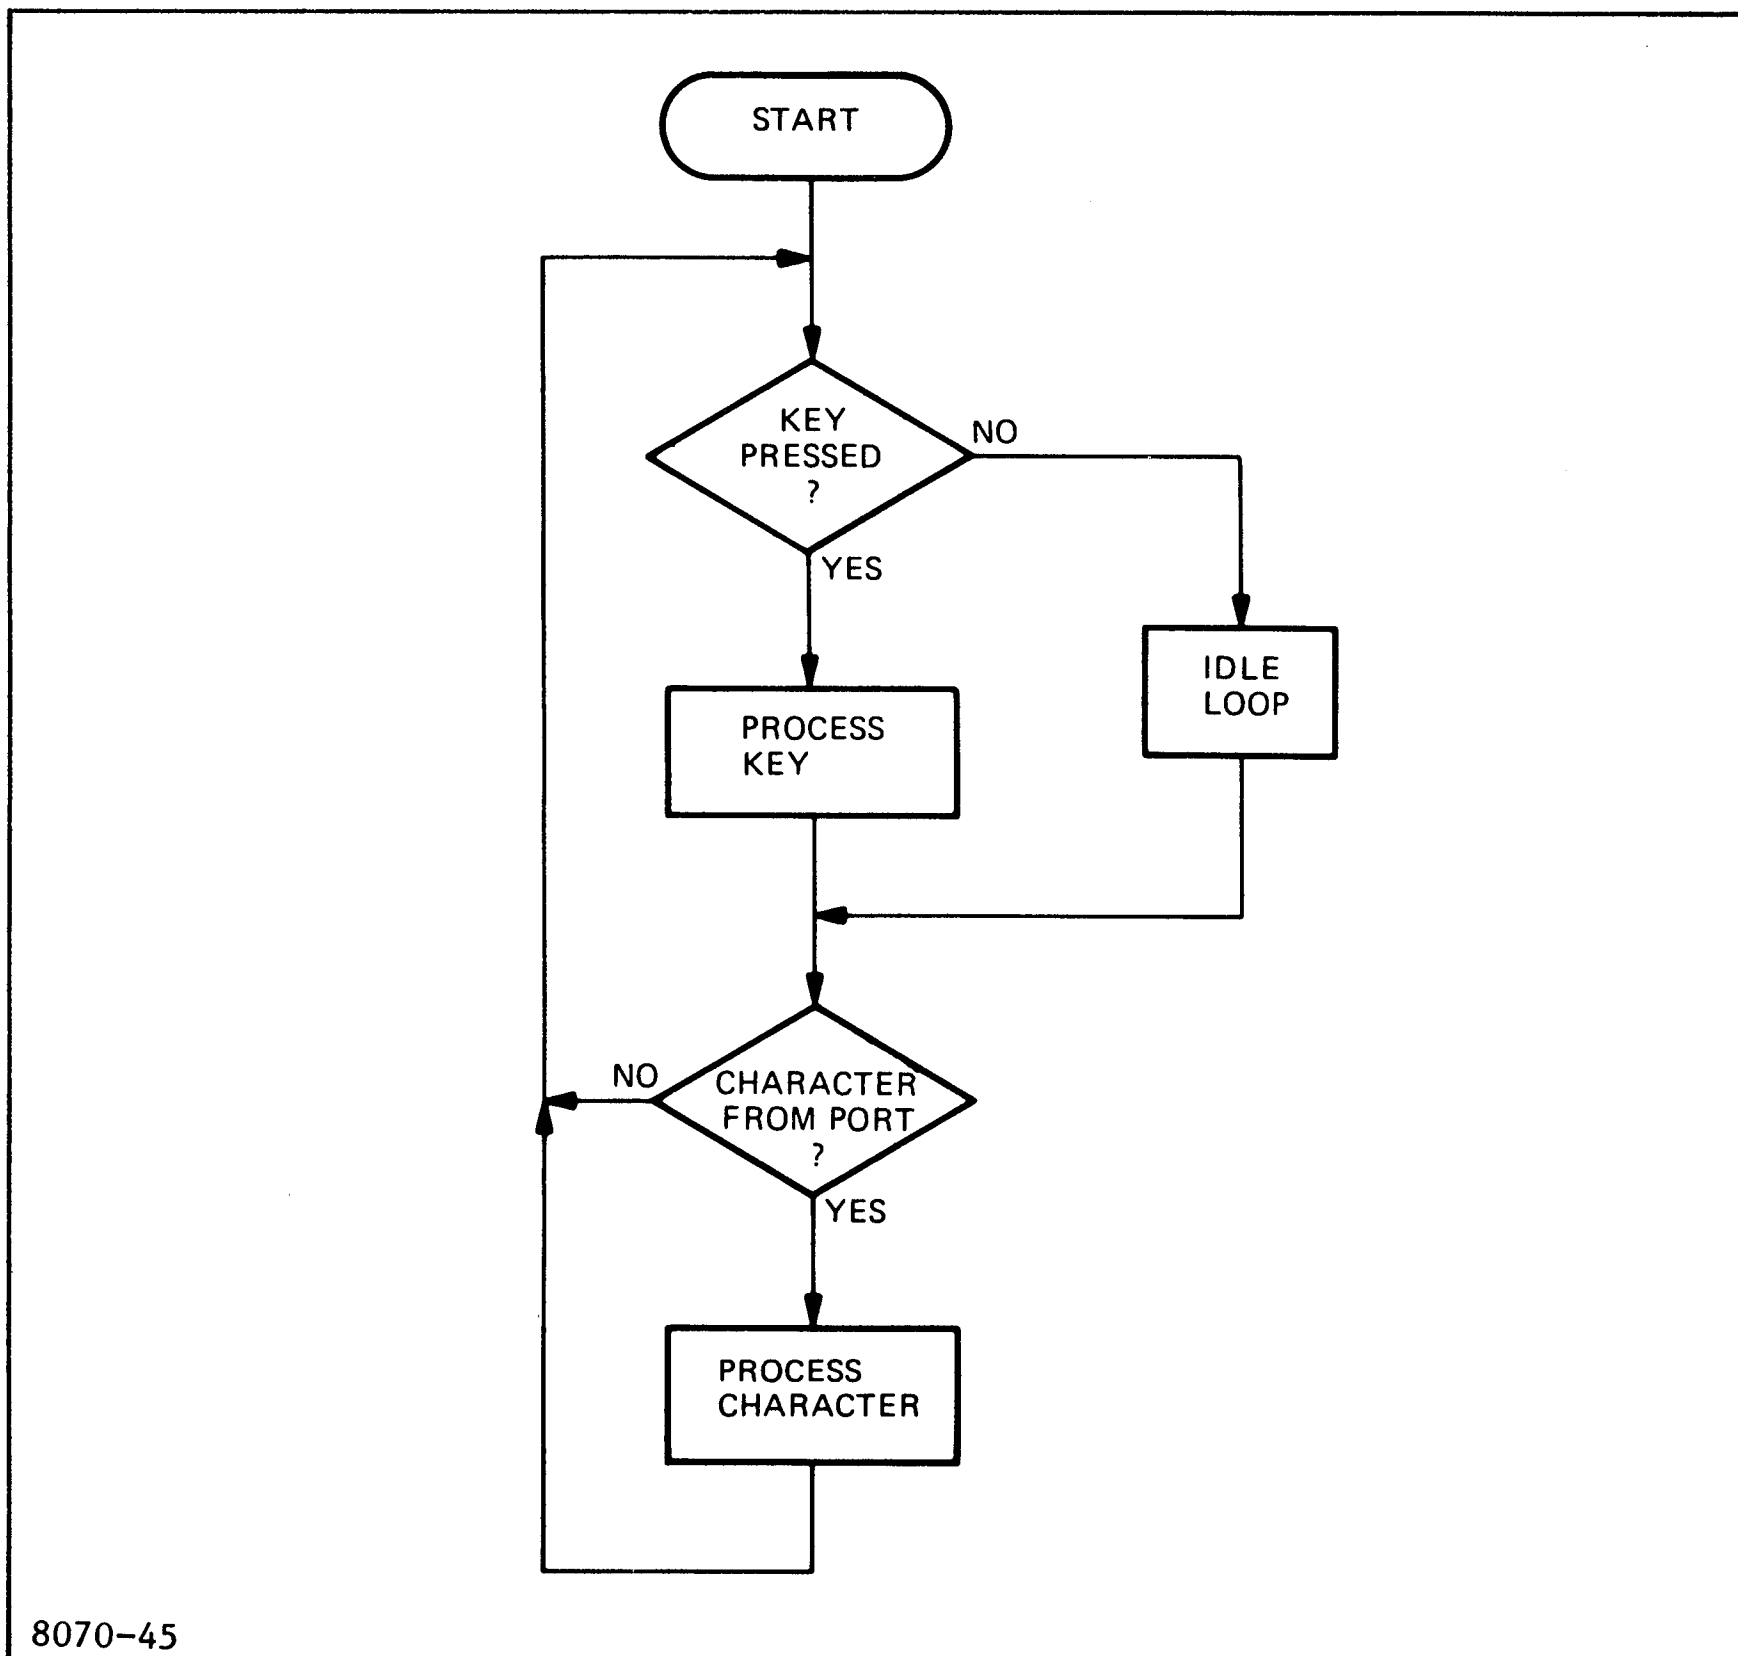 START
KEY
PRESSED
?
NO
YES
IDLE
LOOP
PROCESS
KEY
NO
CHARACTER
FROM PORT
?
YES
PROCESS
CHARACTER
8070-45